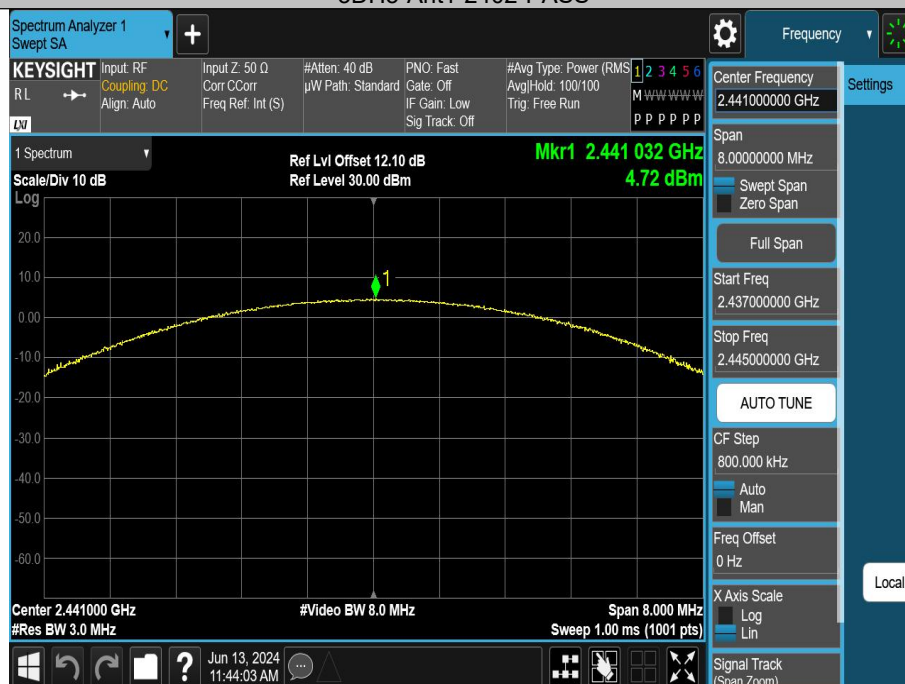 Spectrum Analyzer 1
Swept SA
+
Frequency
KEYSIGHT
RL
LXI
Input: RF
Coupling: DC
Align: Auto
Input Z: 50 Ω
Corr CCorr
Freq Ref: Int (S)
#Atten: 40 dB
µW Path: Standard
PNO: Fast
Gate: Off
IF Gain: Low
Sig Track: Off
#Avg Type: Power (RMS
Avg|Hold: 100/100
Trig: Free Run
1 2 3 4 5 6
M W W W W W
P P P P P P
1 Spectrum
Scale/Div 10 dB
Log
Ref Lvl Offset 12.10 dB
Ref Level 30.00 dBm
Mkr1 2.441 032 GHz
4.72 dBm
20.0
10.0
0.00
-10.0
-20.0
-30.0
-40.0
-50.0
-60.0
1
Center 2.441000 GHz
#Res BW 3.0 MHz
#Video BW 8.0 MHz
Span 8.000 MHz
Sweep 1.00 ms (1001 pts)
Center Frequency
2.441000000 GHz
Span
8.00000000 MHz
Swept Span
Zero Span
Full Span
Start Freq
2.437000000 GHz
Stop Freq
2.445000000 GHz
AUTO TUNE
CF Step
800.000 kHz
Auto
Man
Freq Offset
0 Hz
X Axis Scale
Log
Lin
Signal Track
(Span Zoom)
Settings
Local
?
Jun 13, 2024
11:44:03 AM